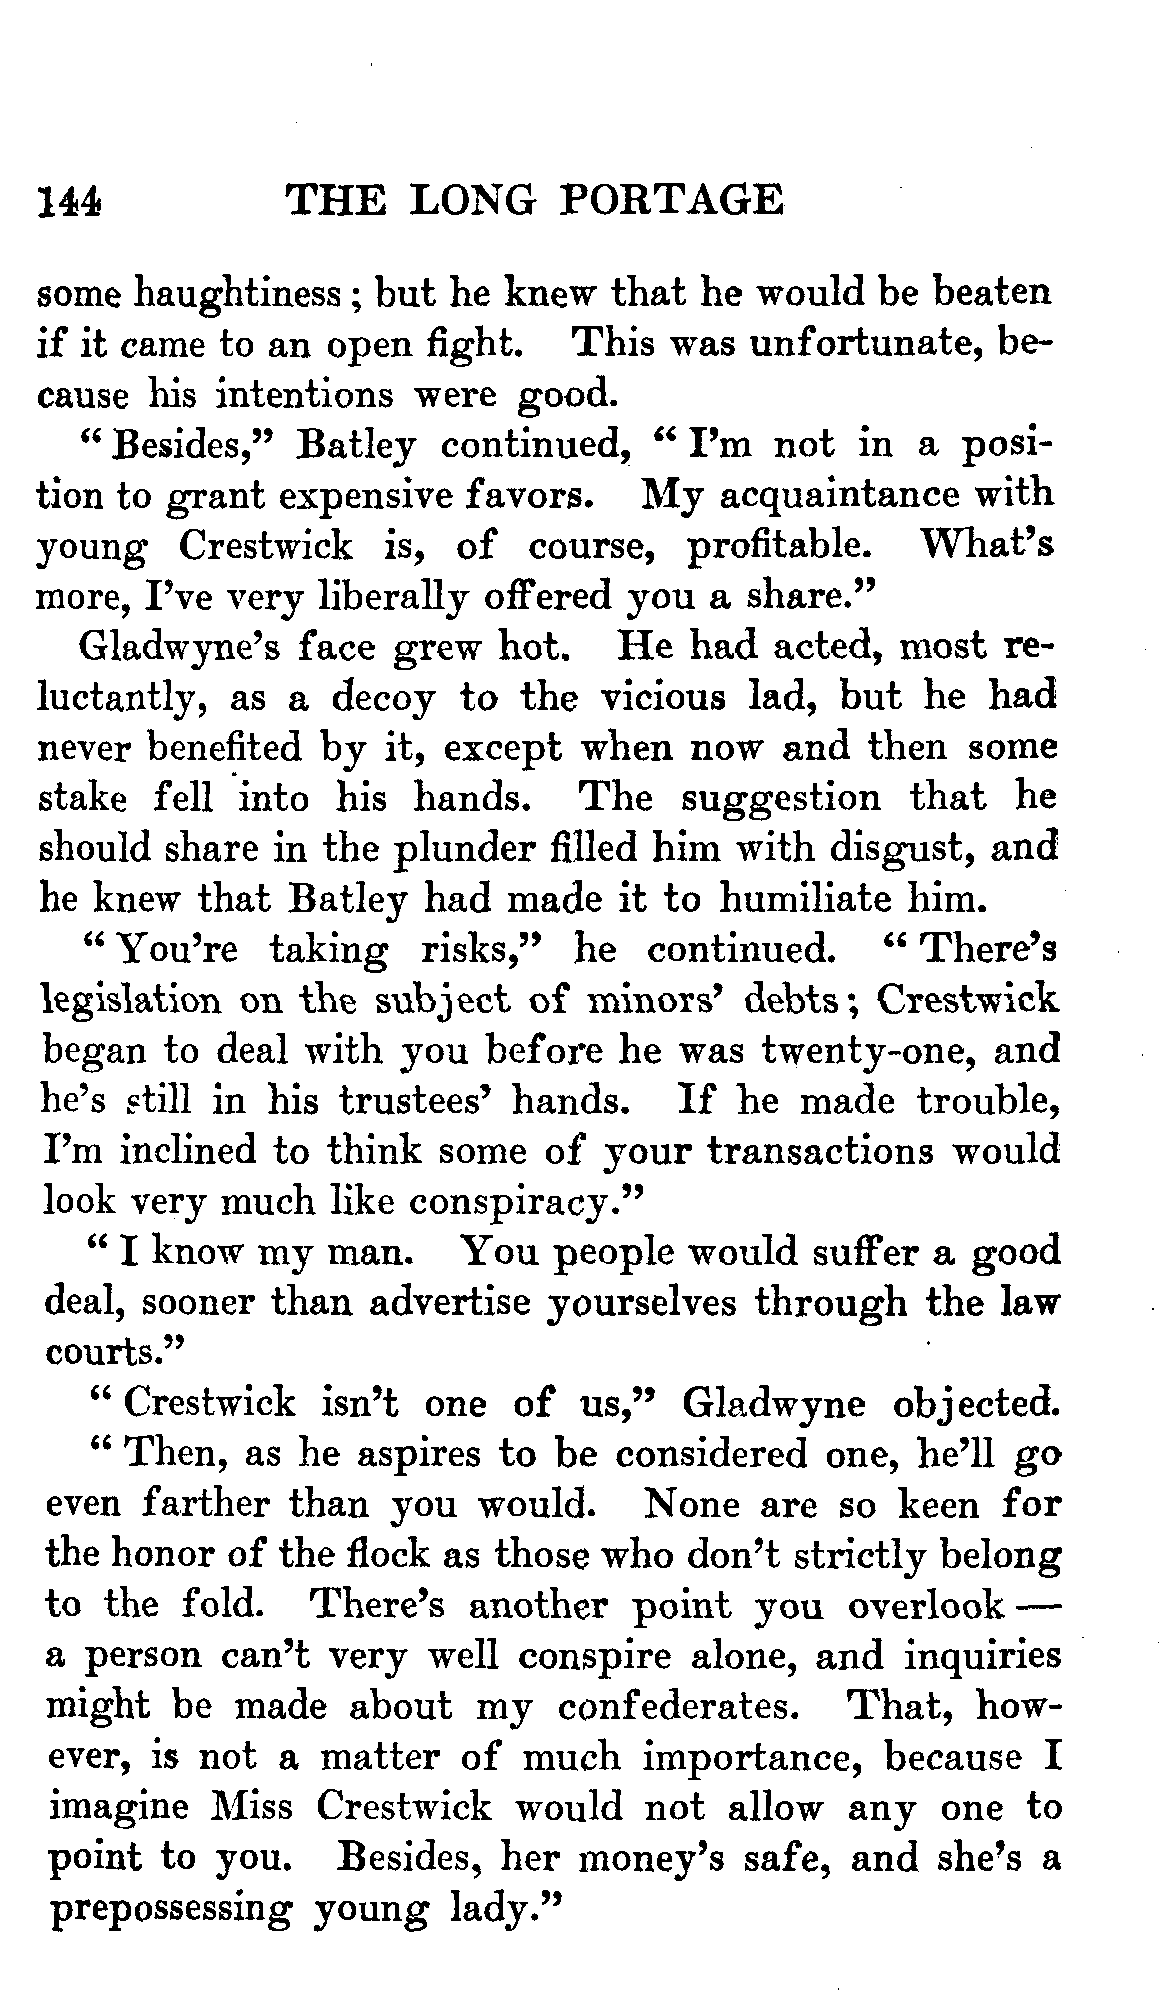 144 THE LONG PORTAGE
some haughtiness; but he knew that he would be beaten
if it came to an open fight. This was unfortunate, be-
cause his intentions were good.
"Besides," Batley continued, "I'm not in a posi-
tion to grant expensive favors. My acquaintance with
young Crestwick is, of course, profitable. What's
more, I've very liberally offered you a share."
Gladwyne's face grew hot. He had acted, most re-
luctantly, as a decoy to the vicious lad, but he had
never benefited by it, except when now and then some
stake fell into his hands. The suggestion that he
should share in the plunder filled him with disgust, and
he knew that Batley had made it to humiliate him.
"You're taking risks," he continued. "There's
legislation on the subject of minors' debts; Crestwick
began to deal with you before he was twenty-one, and
he's still in his trustees' hands. If he made trouble,
I'm inclined to think some of your transactions would
look very much like conspiracy."
"I know my man. You people would suffer a good
deal, sooner than advertise yourselves through the law
courts."
"Crestwick isn't one of us," Gladwyne objected.
"Then, as he aspires to be considered one, he'll go
even farther than you would. None are so keen for
the honor of the flock as those who don't strictly belong
to the fold. There's another point you overlook —
a person can't very well conspire alone, and inquiries
might be made about my confederates. That, how-
ever, is not a matter of much importance, because I
imagine Miss Crestwick would not allow any one to
point to you. Besides, her money's safe, and she's a
prepossessing young lady."